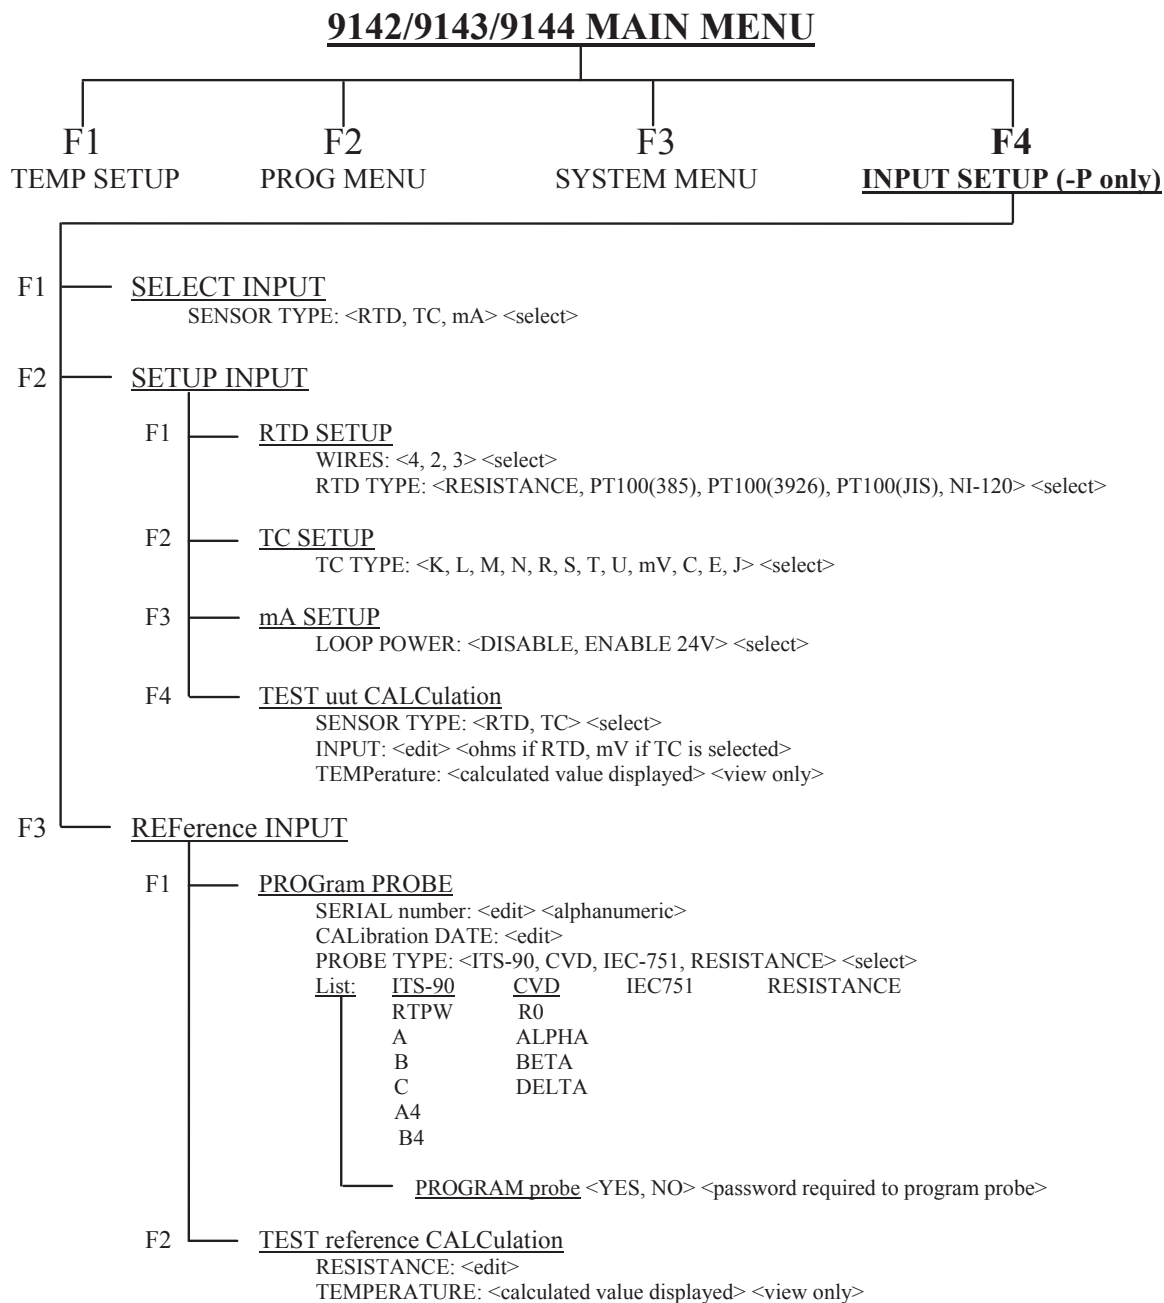 9142/9143/9144 MAIN MENU
F1 F2 F3 F4
TEMP SETUP PROG MENU SYSTEM MENU INPUT SETUP (-P only)
F1 SELECT INPUT
SENSOR TYPE: <RTD, TC, mA> <select>
F2 SETUP INPUT
F1 RTD SETUP
WIRES: <4, 2, 3> <select>
RTD TYPE: <RESISTANCE, PT100(385), PT100(3926), PT100(JIS), NI-120> <select>
F2 TC SETUP
TC TYPE: <K, L, M, N, R, S, T, U, mV, C, E, J> <select>
F3 mA SETUP
LOOP POWER: <DISABLE, ENABLE 24V> <select>
F4 TEST uut CALCulation
SENSOR TYPE: <RTD, TC> <select>
INPUT: <edit> <ohms if RTD, mV if TC is selected>
TEMPerature: <calculated value displayed> <view only>
F3 REFerence INPUT
F1 PROGram PROBE
SERIAL number: <edit> <alphanumeric>
CALibration DATE: <edit>
PROBE TYPE: <ITS-90, CVD, IEC-751, RESISTANCE> <select>
List: ITS-90 CVD IEC751 RESISTANCE
RTPW R0
A ALPHA
B BETA
C DELTA
A4
B4
PROGRAM probe <YES, NO> <password required to program probe>
F2 TEST reference CALCulation
RESISTANCE: <edit>
TEMPERATURE: <calculated value displayed> <view only>